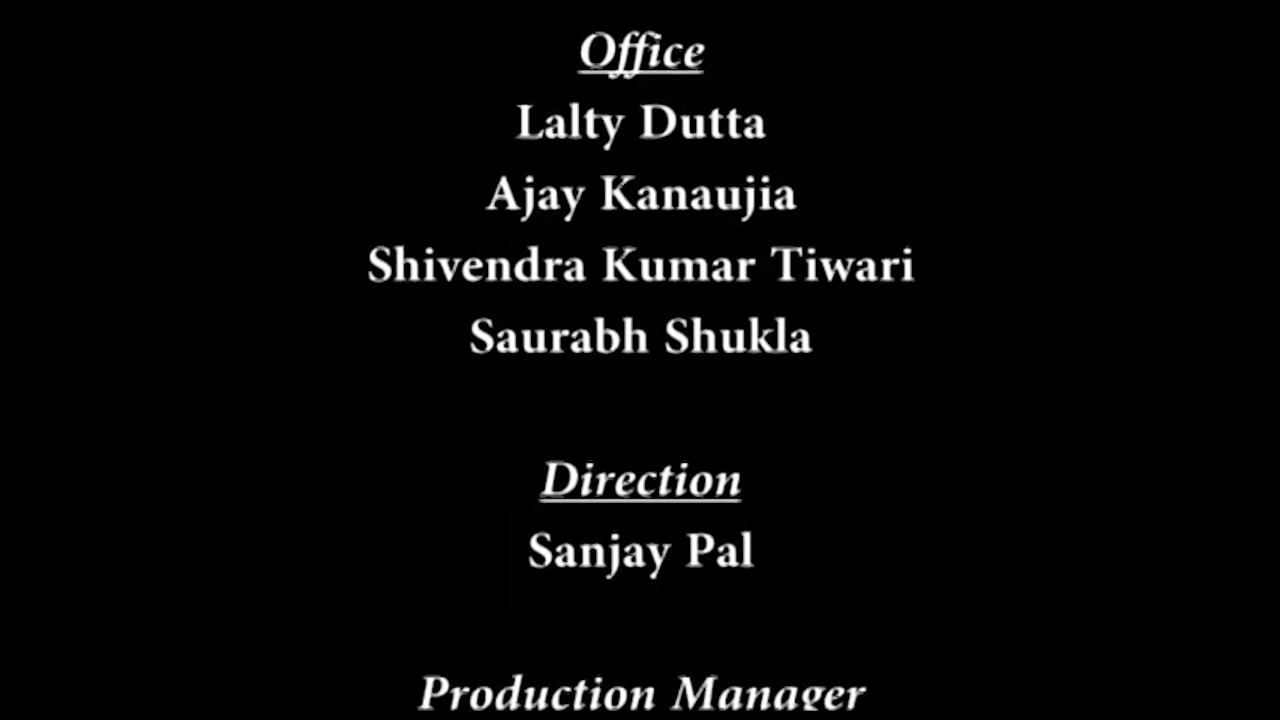 Office
Lalty Dutta
Ajay Kanaujia
Shivendra Kumar Tiwari
Saurabh Shukla
Direction
Sanjay Pal
Production Manager